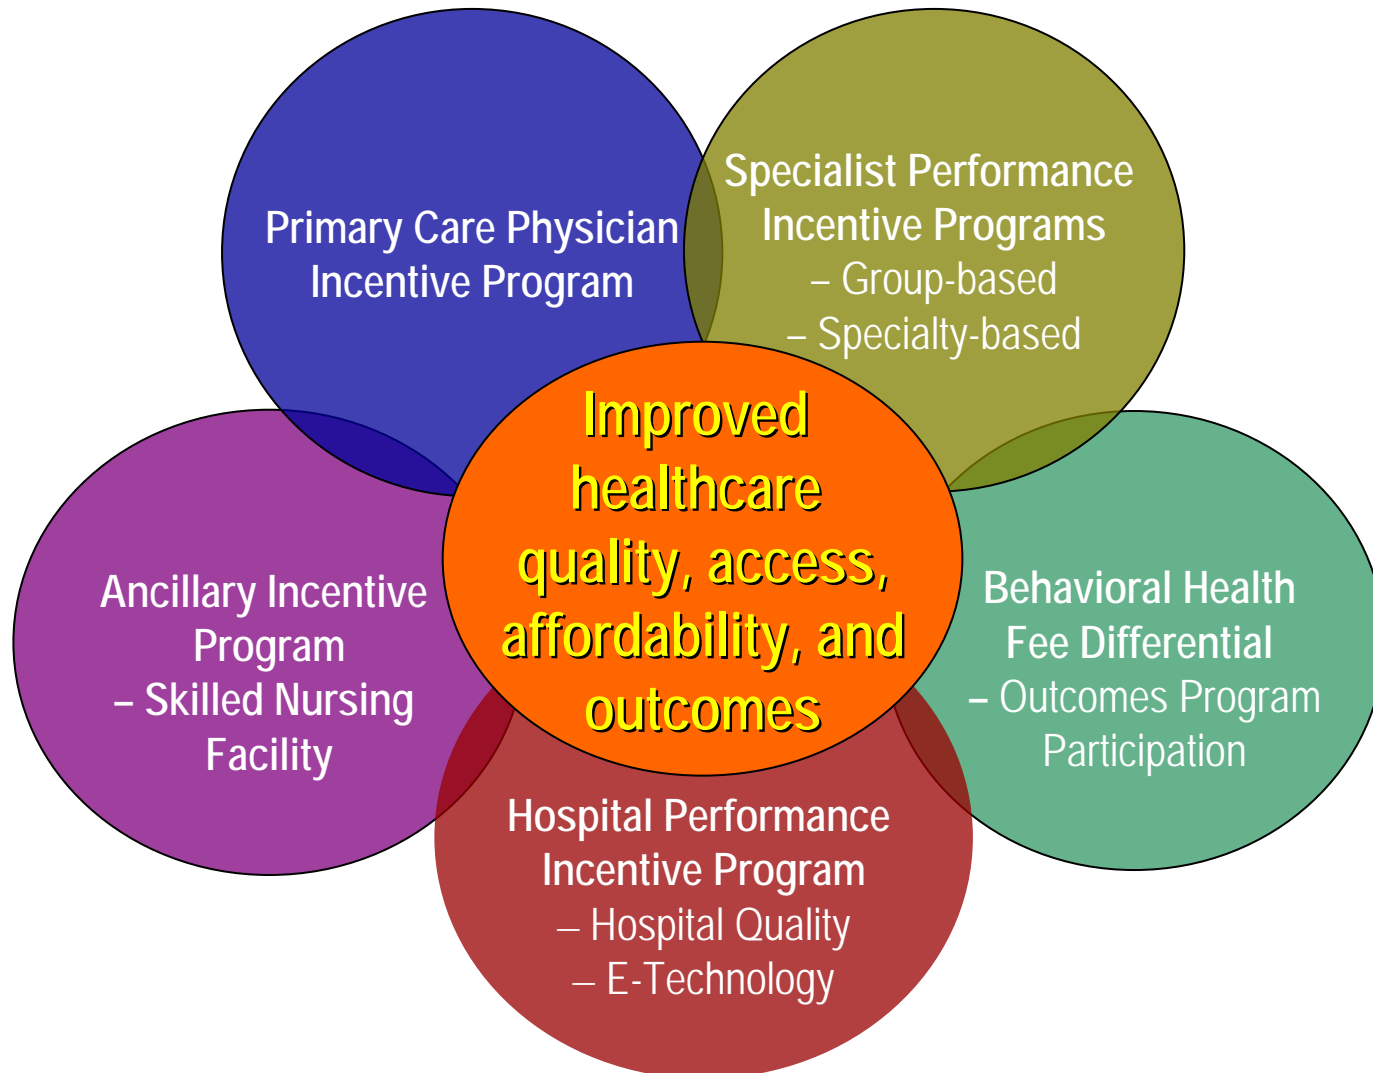 Primary Care Physician
Incentive Program
Specialist Performance
Incentive Programs
– Group-based
– Specialty-based
Improved
healthcare
quality, access,
affordability, and
outcomes
Ancillary Incentive
Program
– Skilled Nursing
Facility
Behavioral Health
Fee Differential
– Outcomes Program
Participation
Hospital Performance
Incentive Program
– Hospital Quality
– E-Technology